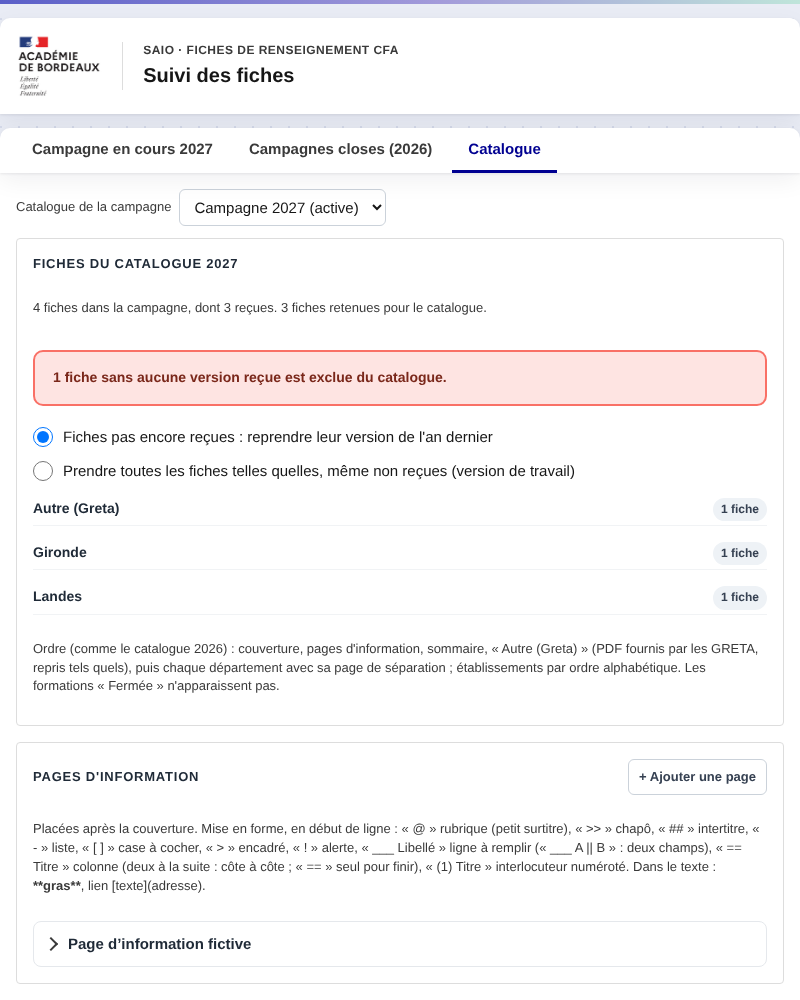 ACADÉMIE
DE BORDEAUX
Liberté
Égalité
Fraternité
SAIO · FICHES DE RENSEIGNEMENT CFA
Suivi des fiches
Campagne en cours 2027
Campagnes closes (2026)
Catalogue
Catalogue de la campagne
Campagne 2027 (active)
FICHES DU CATALOGUE 2027
4 fiches dans la campagne, dont 3 reçues. 3 fiches retenues pour le catalogue.
1 fiche sans aucune version reçue est exclue du catalogue.
Fiches pas encore reçues : reprendre leur version de l'an dernier
Prendre toutes les fiches telles quelles, même non reçues (version de travail)
Autre (Greta)
1 fiche
Gironde
1 fiche
Landes
1 fiche
Ordre (comme le catalogue 2026) : couverture, pages d'information, sommaire, « Autre (Greta) » (PDF fournis par les GRETA,
repris tels quels), puis chaque département avec sa page de séparation ; établissements par ordre alphabétique. Les
formations « Fermée » n'apparaissent pas.
PAGES D'INFORMATION
+ Ajouter une page
Placées après la couverture. Mise en forme, en début de ligne : « @ » rubrique (petit surtitre), « >> » chapô, « ## » intertitre, «
- » liste, « [ ] » case à cocher, « > » encadré, « ! » alerte, « ___ Libellé » ligne à remplir (« ___ A || B » : deux champs), « ==
Titre » colonne (deux à la suite : côte à côte ; « == » seul pour finir), « (1) Titre » interlocuteur numéroté. Dans le texte :
**gras**, lien [texte](adresse).
Page d’information fictive